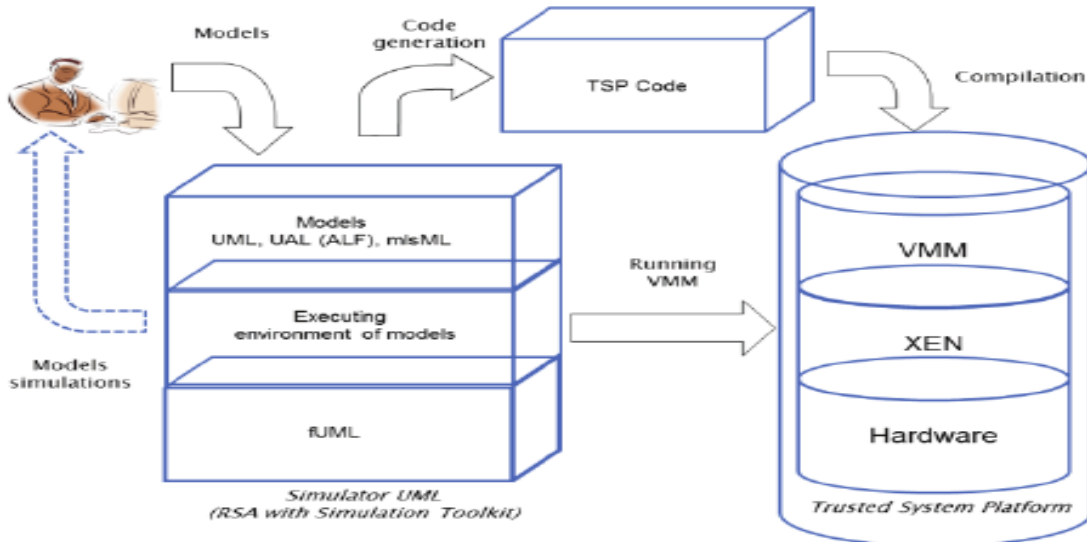 Models
Code
generation
TSP Code
Compilation
Models
UML, UAL (ALF), mlsML
Executing
environment of models
fUML
Models
simulations
Running
VMM
VMM
XEN
Hardware
Simulator UML
(RSA with Simulation Toolkit)
Trusted System Platform